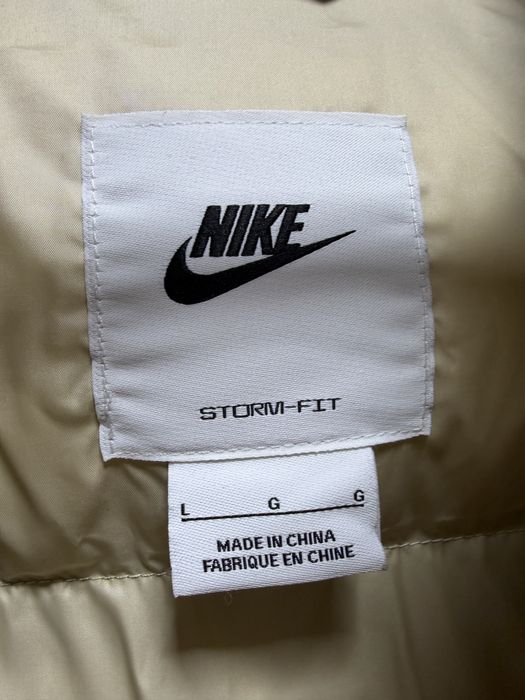 NIKE
STORM-FIT
L G G
MADE IN CHINA
FABRIQUE EN CHINE